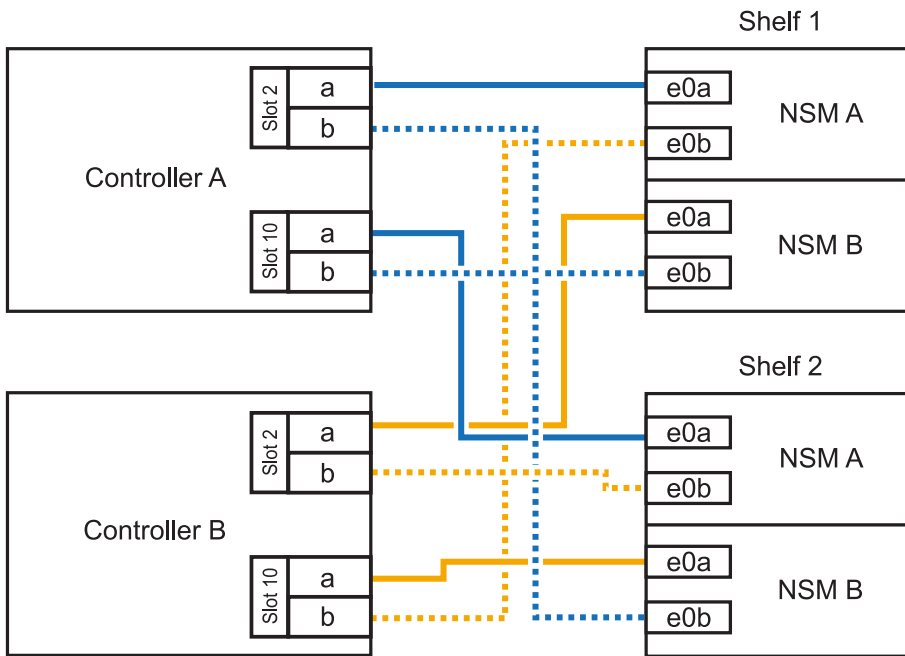 Shelf 1
Slot 2
a
b
Controller A
Slot 10
a
b
e0a
e0b
NSM A
e0a
e0b
NSM B
Shelf 2
Slot 2
a
b
Controller B
Slot 10
a
b
e0a
e0b
NSM A
e0a
e0b
NSM B